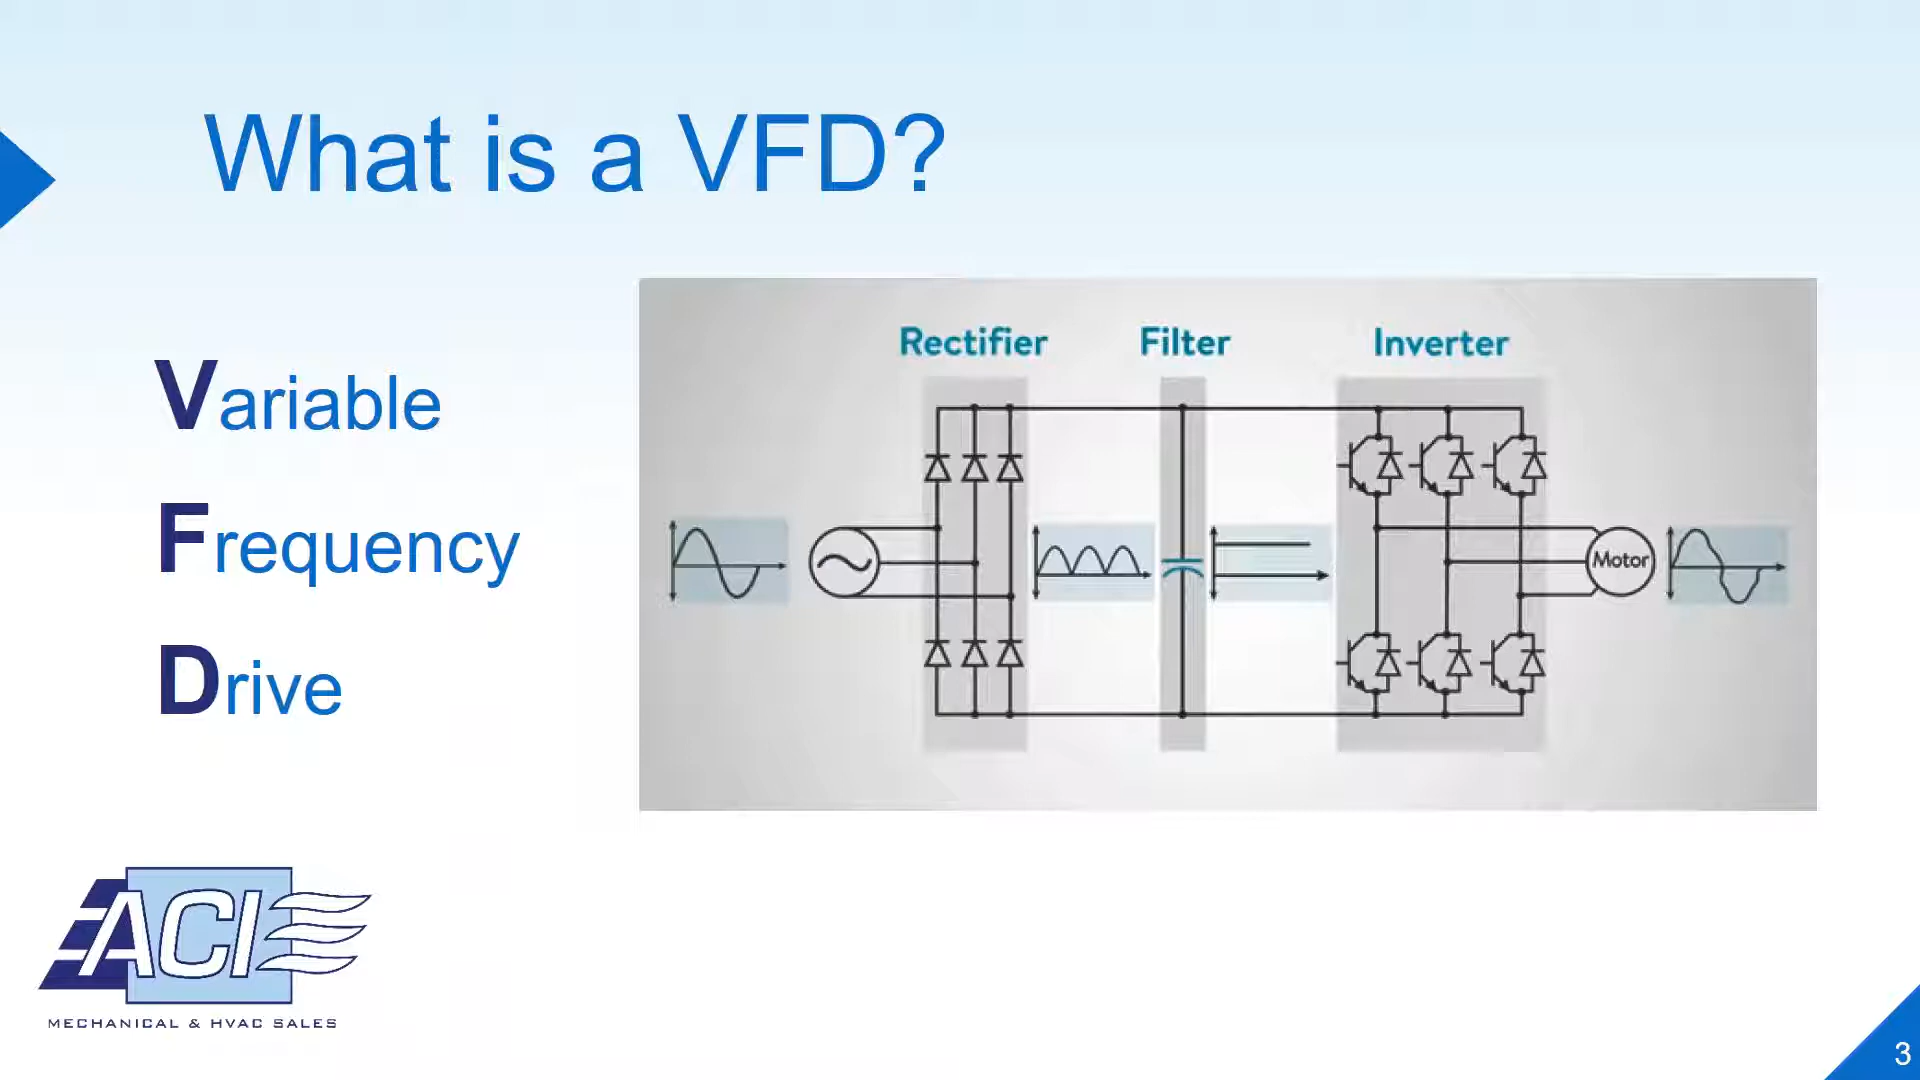 What is a VFD?
Variable
Frequency
Drive
Rectifier Filter Inverter
Motor
ACI
MECHANICAL & HVAC SALES
3